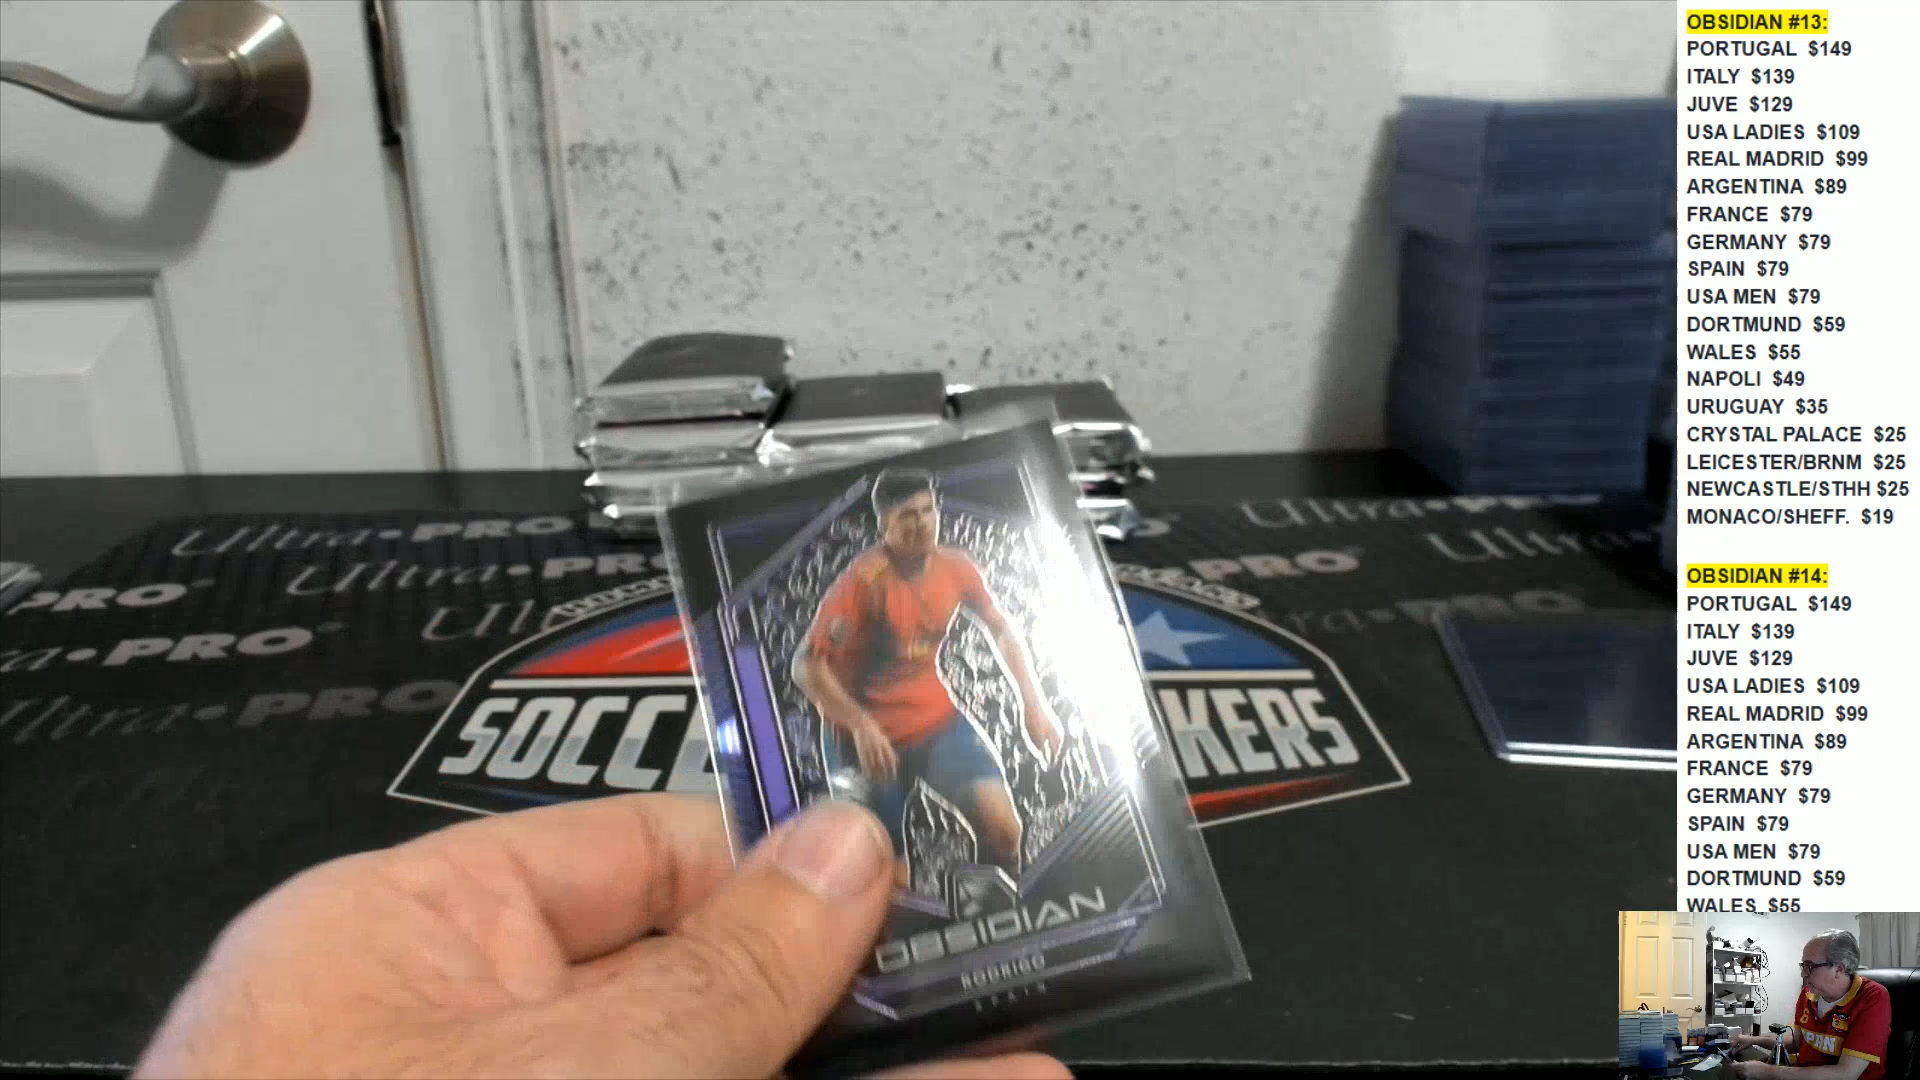 OBSIDIAN #13:
PORTUGAL $149
ITALY $139
JUVE $129
USA LADIES $109
REAL MADRID $99
ARGENTINA $89
FRANCE $79
GERMANY $79
SPAIN $79
USA MEN $79
DORTMUND $59
WALES $55
NAPOLI $49
URUGUAY $35
CRYSTAL PALACE $25
LEICESTER/BRNM $25
NEWCASTLE/STHH $25
MONACO/SHEFF. $19
OBSIDIAN #14:
PORTUGAL $149
ITALY $139
JUVE $129
USA LADIES $109
REAL MADRID $99
ARGENTINA $89
FRANCE $79
GERMANY $79
SPAIN $79
USA MEN $79
DORTMUND $59
WALES $55
Ultra•PRO
Ultra•PRO
PRO
PRO
PRO
Ultra•PRO
SOCCE KERS
OBSIDIAN
RODRIGO
SPAIN